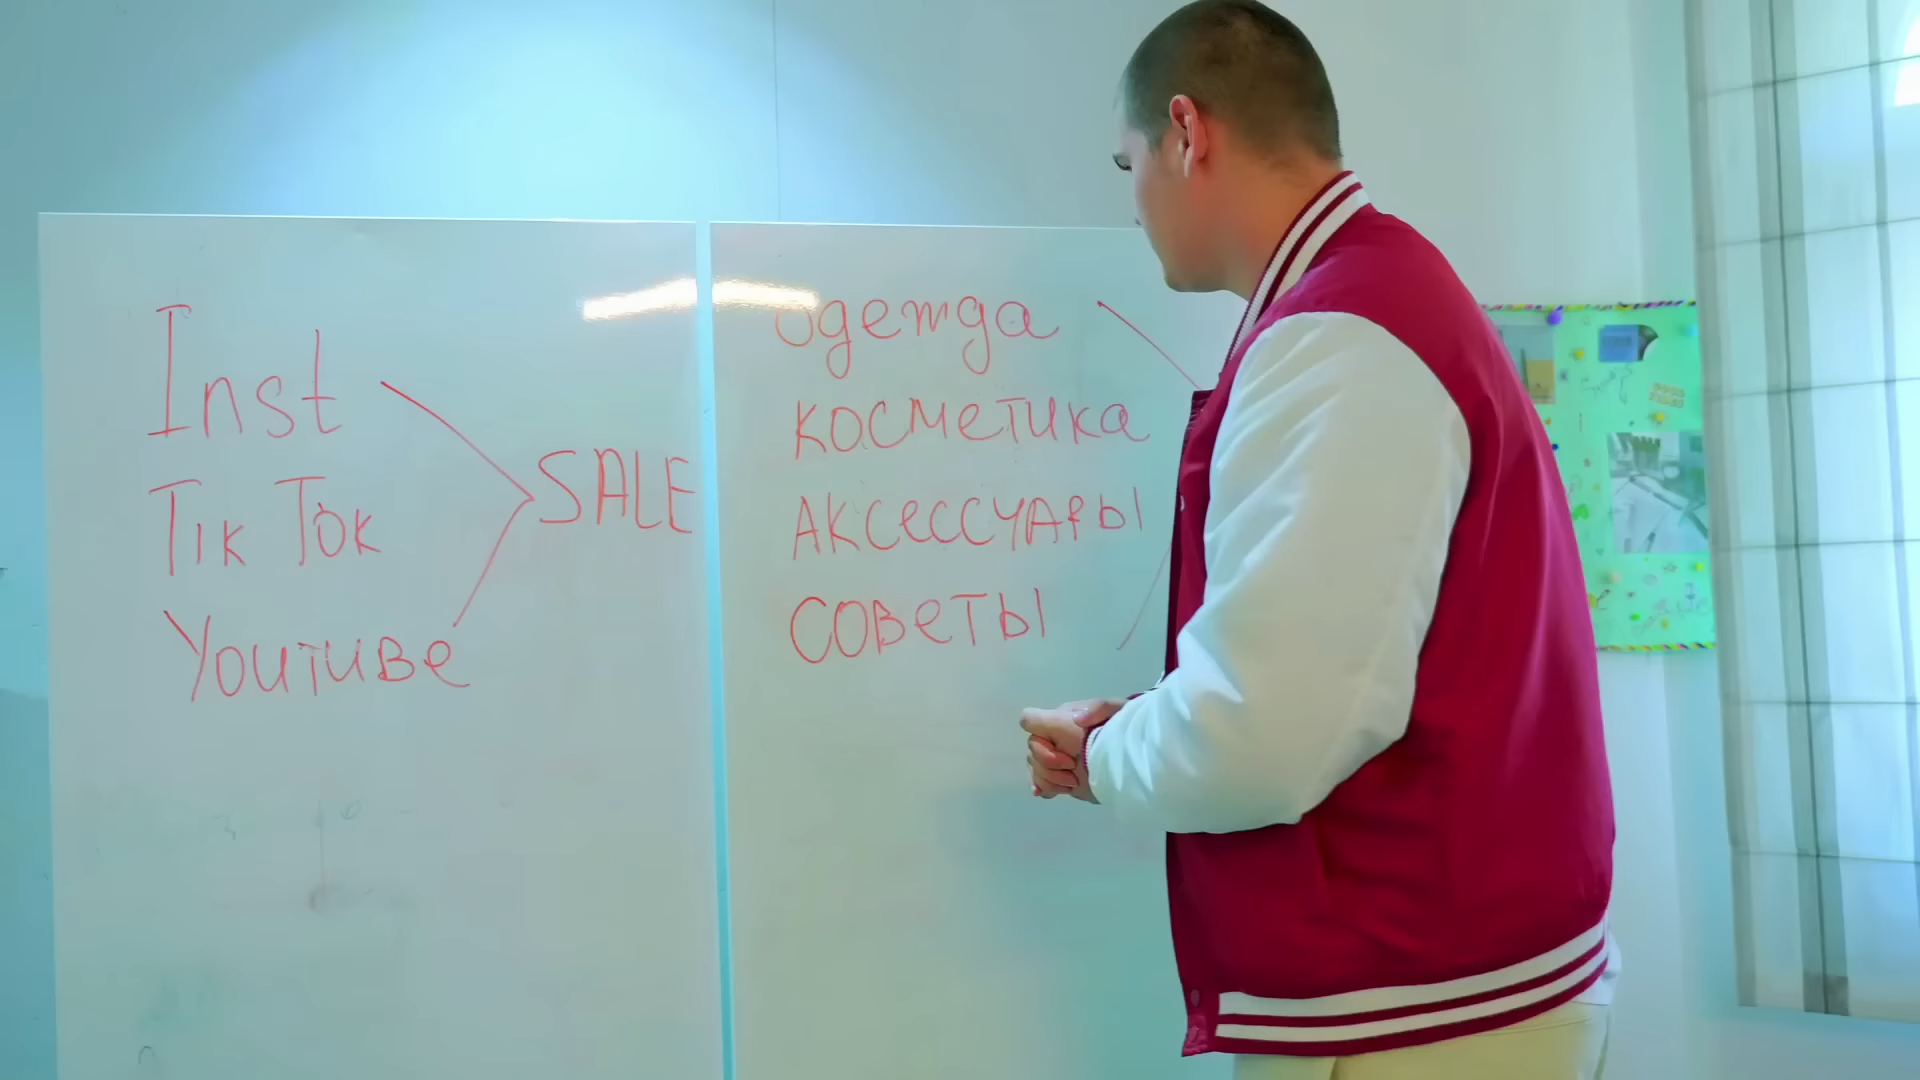 Inst
Tik Tok
Youtube
SALE
одежда
косметика
аксессуары
советы